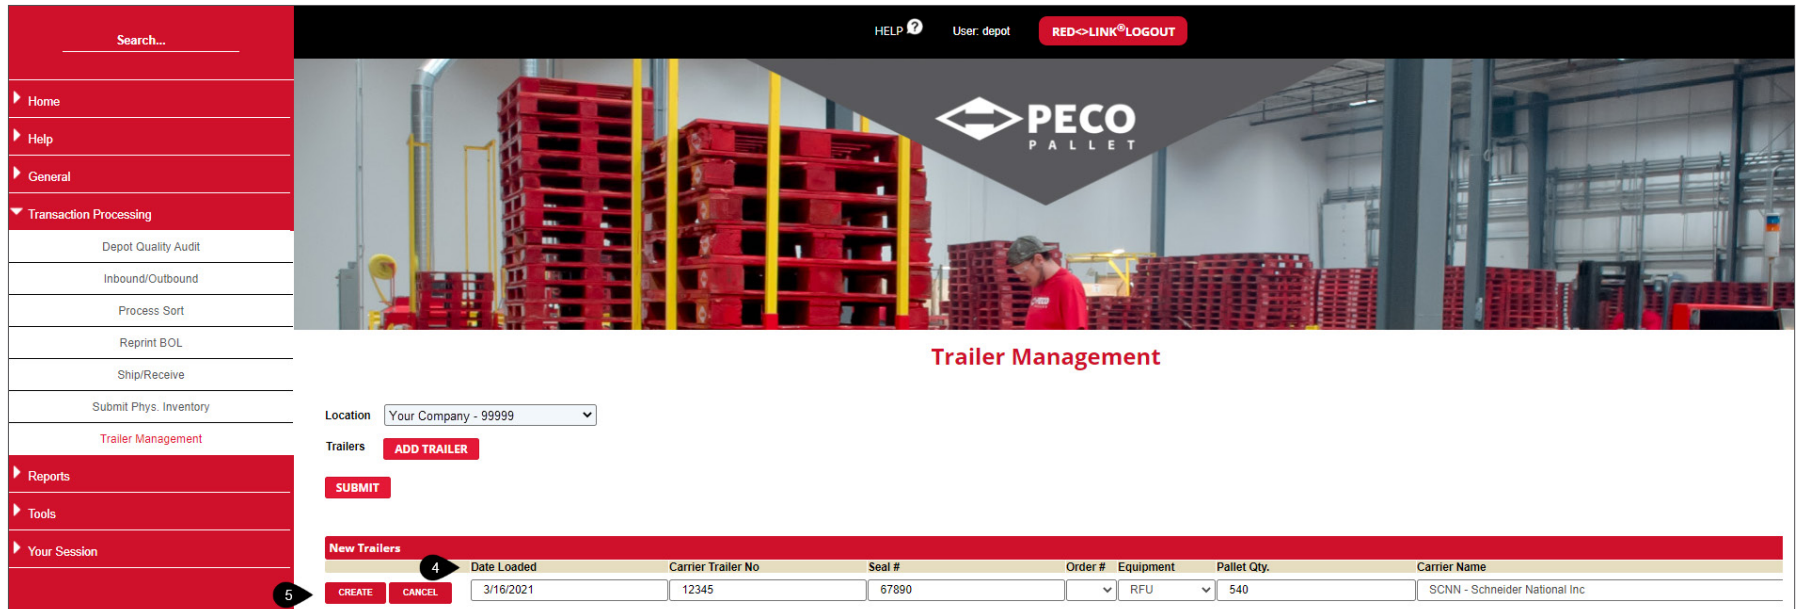 Search...
HELP ?
User: depot
RED<>LINK®LOGOUT
PECO
PALLET
PECO
Home
Help
General
Transaction Processing
Depot Quality Audit
Inbound/Outbound
Process Sort
Reprint BOL
Ship/Receive
Submit Phys. Inventory
Trailer Management
Reports
Tools
Your Session
Trailer Management
Location Your Company - 99999
Trailers ADD TRAILER
SUBMIT
New Trailers
4 Date Loaded Carrier Trailer No Seal # Order # Equipment Pallet Qty. Carrier Name
5 CREATE CANCEL 3/16/2021 12345 67890 RFU 540 SCNN - Schneider National Inc